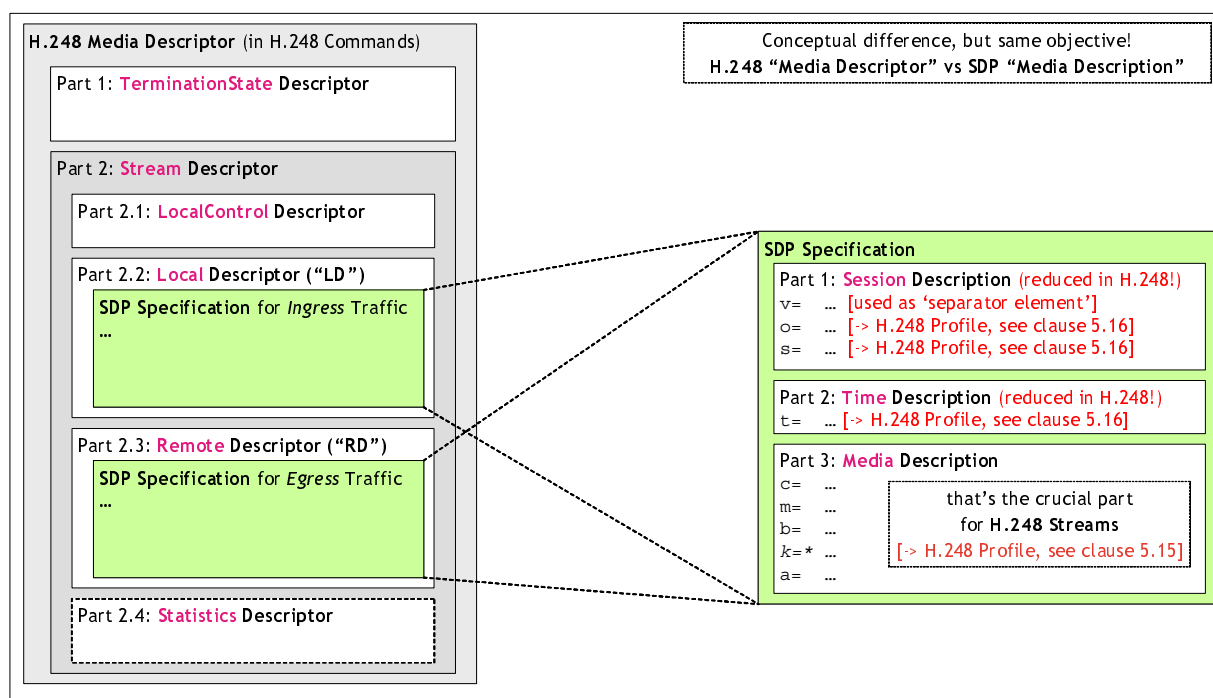 H.248 Media Descriptor (in H.248 Commands)
Part 1: TerminationState Descriptor
Part 2: Stream Descriptor
Part 2.1: LocalControl Descriptor
Part 2.2: Local Descriptor (“LD”)
SDP Specification for Ingress Traffic
…
Part 2.3: Remote Descriptor (“RD”)
SDP Specification for Egress Traffic
…
Part 2.4: Statistics Descriptor
Conceptual difference, but same objective!
H.248 “Media Descriptor” vs SDP “Media Description”
SDP Specification
Part 1: Session Description (reduced in H.248!)
v= … [used as ‘separator element’]
o= … [-> H.248 Profile, see clause 5.16]
s= … [-> H.248 Profile, see clause 5.16]
Part 2: Time Description (reduced in H.248!)
t= … [-> H.248 Profile, see clause 5.16]
Part 3: Media Description
c= …
m= …
b= …
k=* …
a= …
that’s the crucial part
for H.248 Streams
[-> H.248 Profile, see clause 5.15]